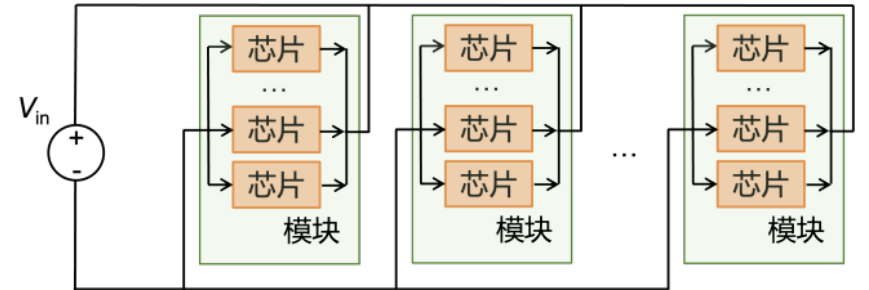 芯片 芯片 芯片
… … …
V_in
芯片 芯片 芯片
+
-
…
芯片 芯片 芯片
模块 模块 模块